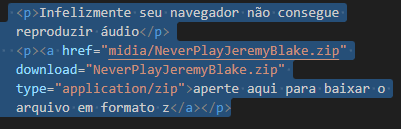 <p>Infelizmente seu navegador não consegue
reproduzir áudio</p>
<p><a href="midia/NeverPlayJeremyBlake.zip"
download="NeverPlayJeremyBlake.zip"
type="application/zip">aperte aqui para baixar o
arquivo em formato z</a></p>